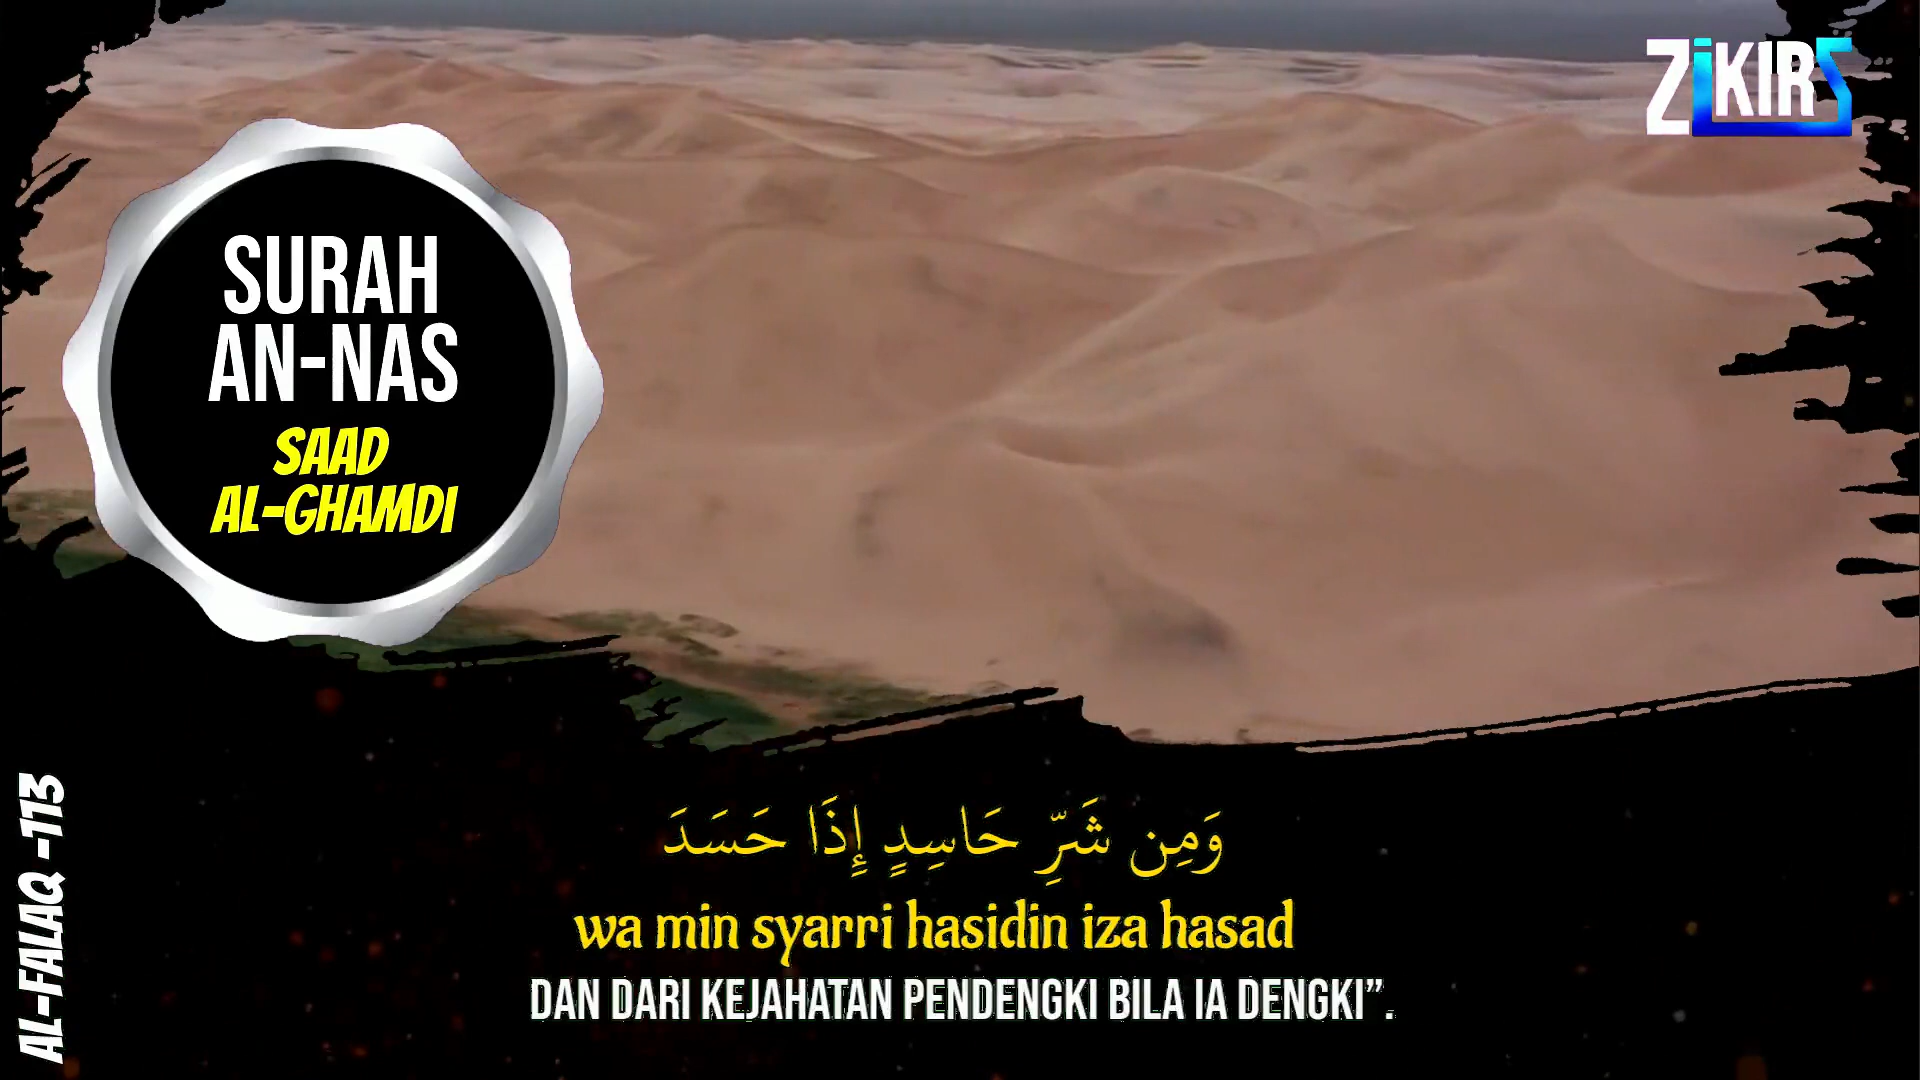 ZiKIRS
SURAH
AN-NAS
SAAD
AL-GHAMDI
AL-FALAQ -113
وَمِن شَرِّ حَاسِدٍ إِذَا حَسَدَ
wa min syarri hasidin iza hasad
DAN DARI KEJAHATAN PENDENGKI BILA IA DENGKI”.